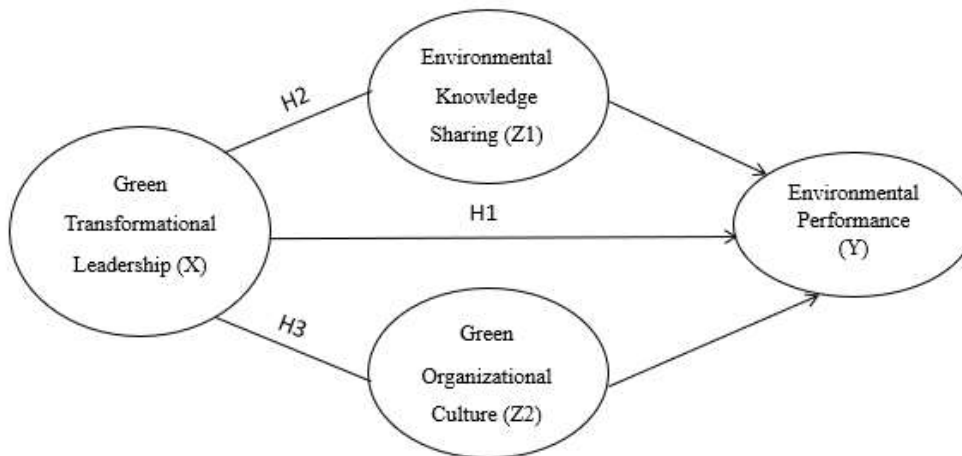 Environmental
Knowledge
Sharing (Z1)
H2
Green
Transformational
Leadership (X)
H1
Environmental
Performance
(Y)
H3
Green
Organizational
Culture (Z2)